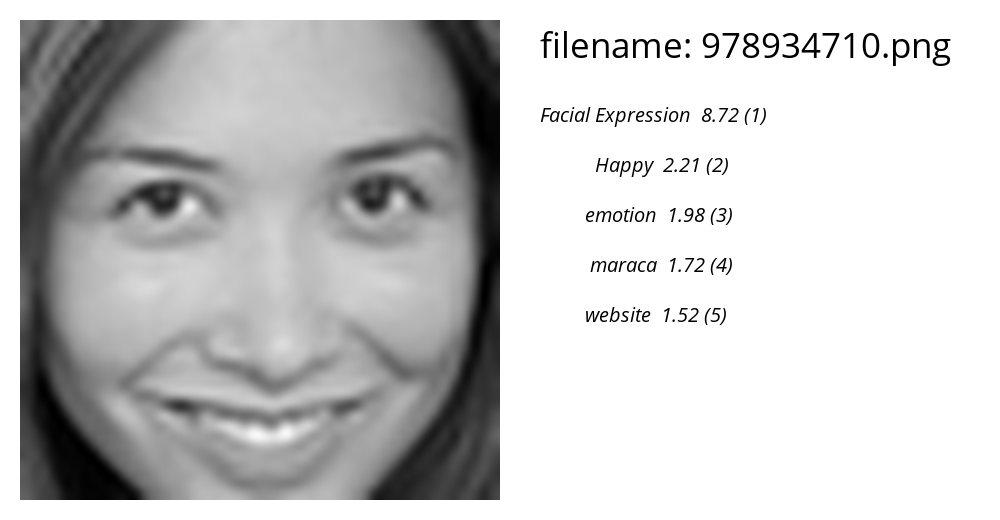 filename: 978934710.png
Facial Expression 8.72 (1)
Happy 2.21 (2)
emotion 1.98 (3)
maraca 1.72 (4)
website 1.52 (5)